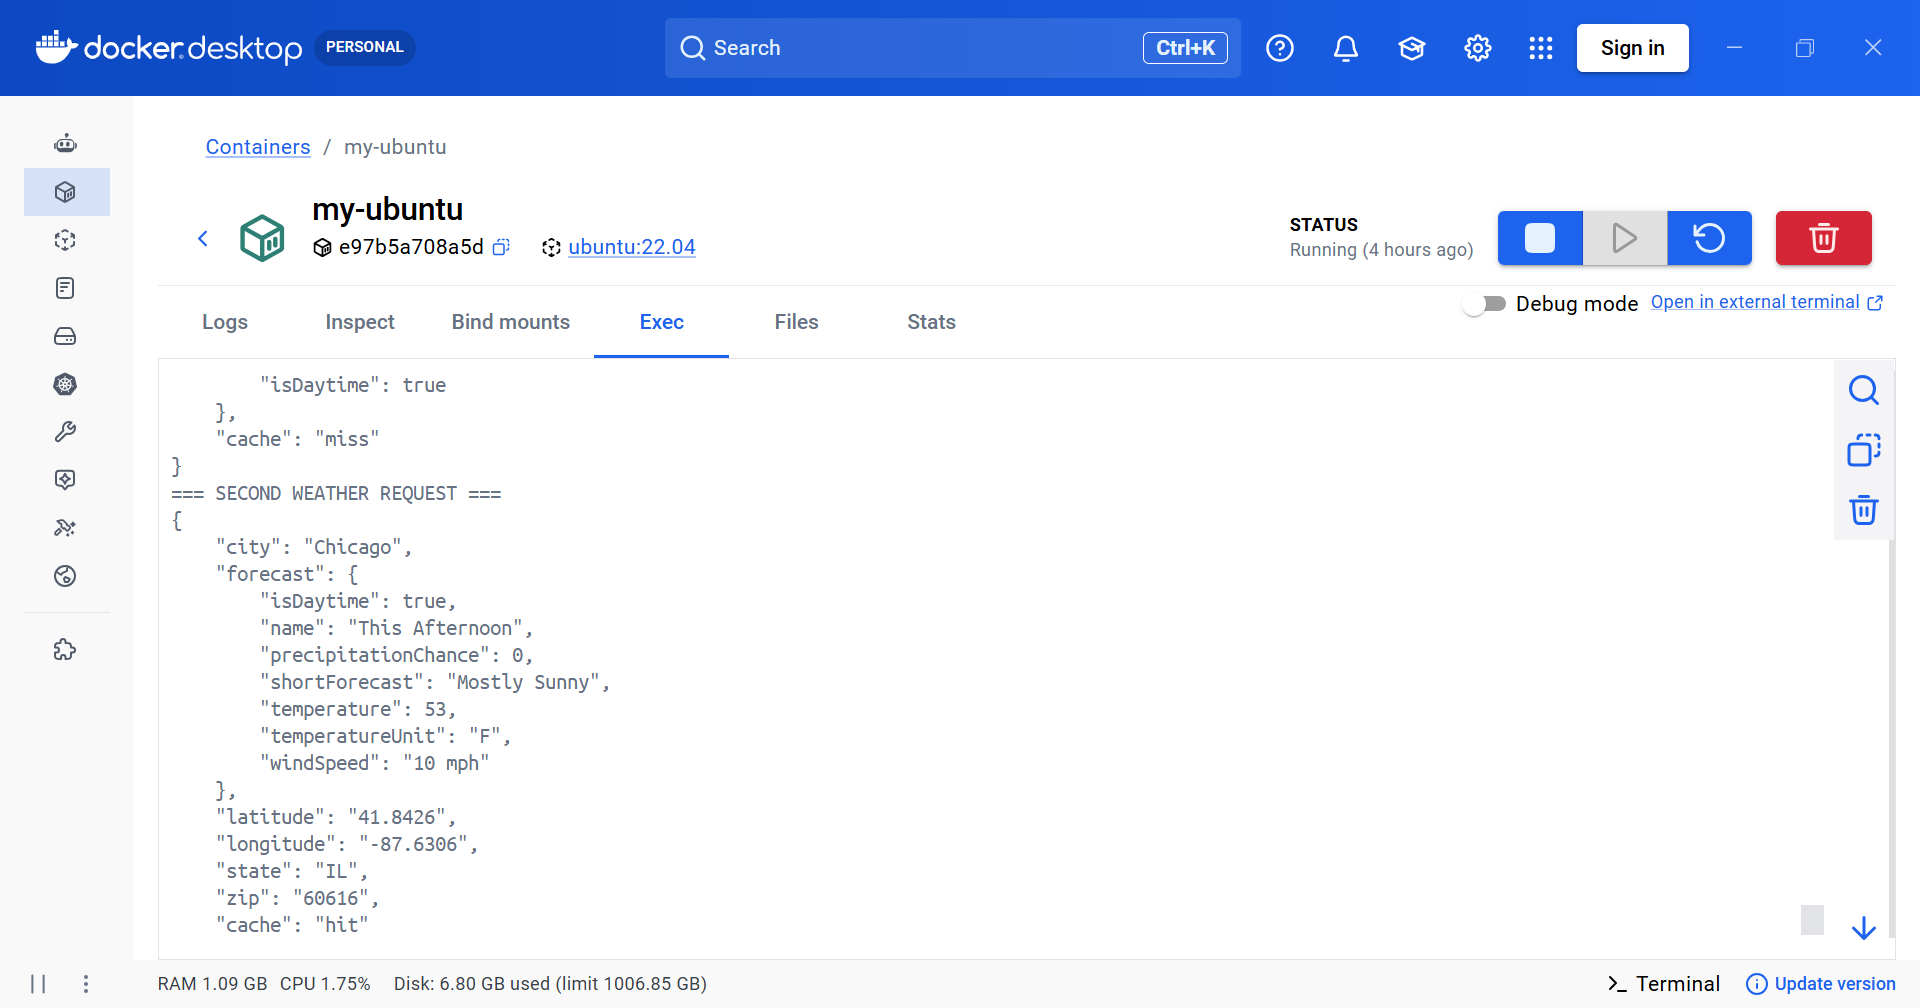 docker desktop PERSONAL
Search Ctrl+K
Sign in
Containers / my-ubuntu
my-ubuntu
e97b5a708a5d ubuntu:22.04
STATUS
Running (4 hours ago)
Logs Inspect Bind mounts Exec Files Stats
Debug mode Open in external terminal
"isDaytime": true
},
"cache": "miss"
}
=== SECOND WEATHER REQUEST ===
{
"city": "Chicago",
"forecast": {
"isDaytime": true,
"name": "This Afternoon",
"precipitationChance": 0,
"shortForecast": "Mostly Sunny",
"temperature": 53,
"temperatureUnit": "F",
"windSpeed": "10 mph"
},
"latitude": "41.8426",
"longitude": "-87.6306",
"state": "IL",
"zip": "60616",
"cache": "hit"
RAM 1.09 GB CPU 1.75% Disk: 6.80 GB used (limit 1006.85 GB)
Terminal Update version